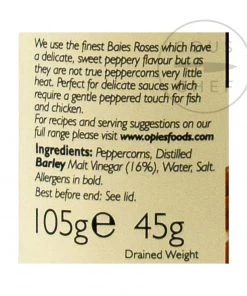 We use the finest Baies Roses which have
a delicate, sweet peppery flavour but as
they are not true peppercorns very little
heat. Perfect for delicate sauces which
require a gentle peppered touch for fish
and chicken.
For recipes and serving suggestions on our
full range please visit www.opiesfoods.com
Ingredients: Peppercorns, Distilled
Barley Malt Vinegar (16%), Water, Salt.
Allergens in bold.
Best before end: See lid.
105g℮ 45g
Drained Weight